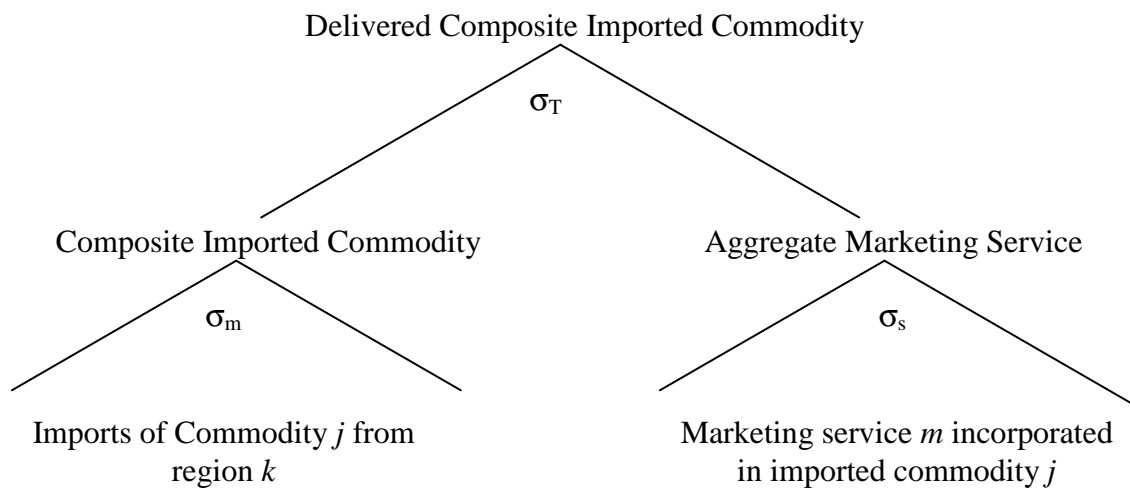 Delivered Composite Imported Commodity
σT
Composite Imported Commodity
Aggregate Marketing Service
σm
σs
Imports of Commodity j from
region k
Marketing service m incorporated
in imported commodity j